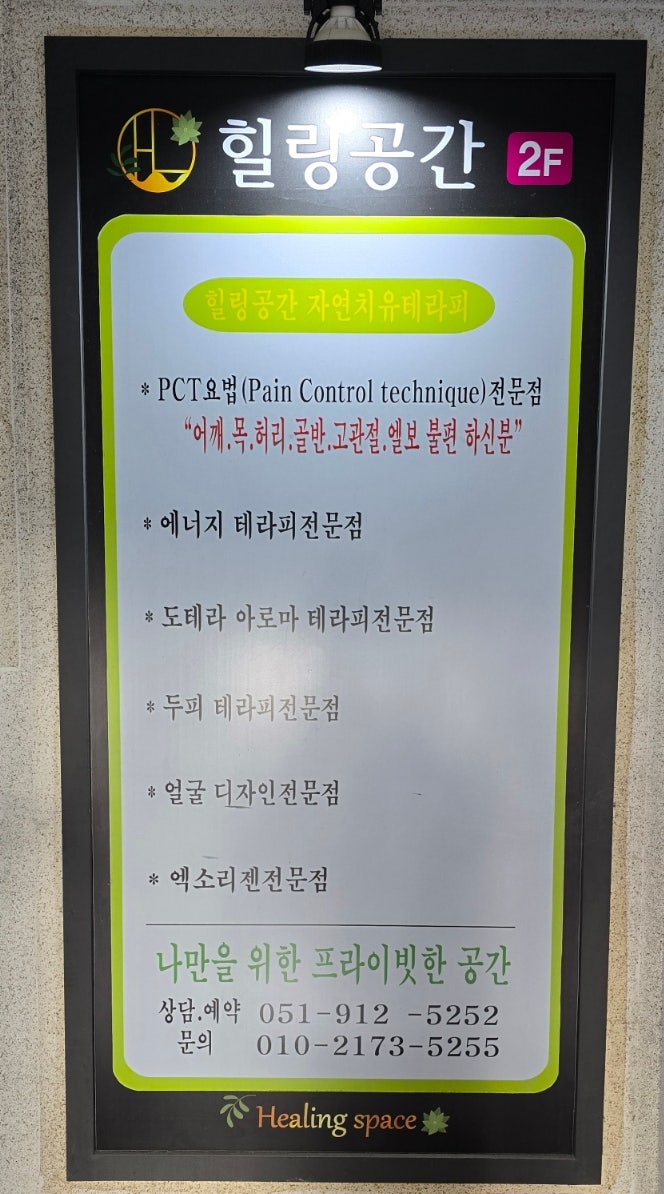 힐링공간 2F
힐링공간 자연치유테라피
* PCT요법(Pain Control technique)전문점
“어깨.목.허리.골반.고관절.엘보 불편 하신분”
* 에너지 테라피전문점
* 도테라 아로마 테라피전문점
* 두피 테라피전문점
* 얼굴 디자인전문점
* 엑소리젠전문점
나만을 위한 프라이빗한 공간
상담.예약 051-912 -5252
문의 010-2173-5255
Healing space